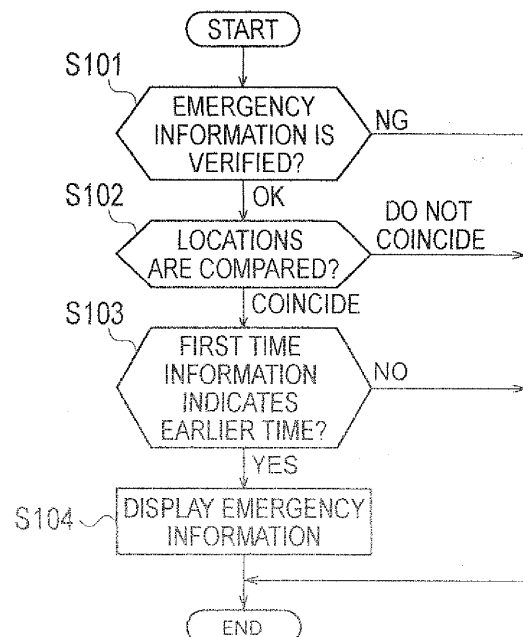 START
S101
EMERGENCY
INFORMATION IS
VERIFIED?
NG
OK
S102
LOCATIONS
ARE COMPARED?
DO NOT
COINCIDE
COINCIDE
S103
FIRST TIME
INFORMATION
INDICATES
EARLIER TIME?
NO
YES
S104
DISPLAY EMERGENCY
INFORMATION
END